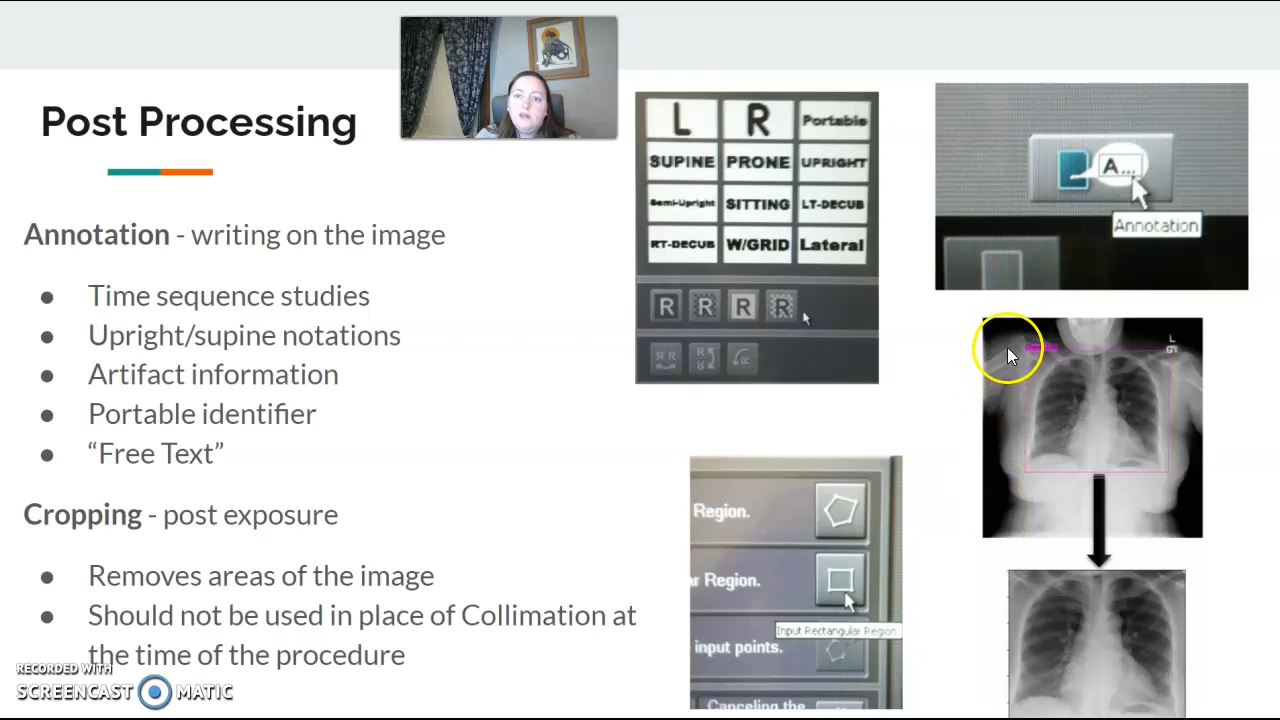 Post Processing
Annotation - writing on the image
● Time sequence studies
● Upright/supine notations
● Artifact information
● Portable identifier
● “Free Text”
Cropping - post exposure
● Removes areas of the image
● Should not be used in place of Collimation at
the time of the procedure
RECORDED WITH
SCREENCAST MATIC
L R Portable
SUPINE PRONE UPRIGHT
Semi-Upright SITTING LT-DECUB
RT-DECUB W/GRID Lateral
R R R R
A...
Annotation
L
GY
Region.
r Region.
Input Rectangular Region
input points.
Canceling the